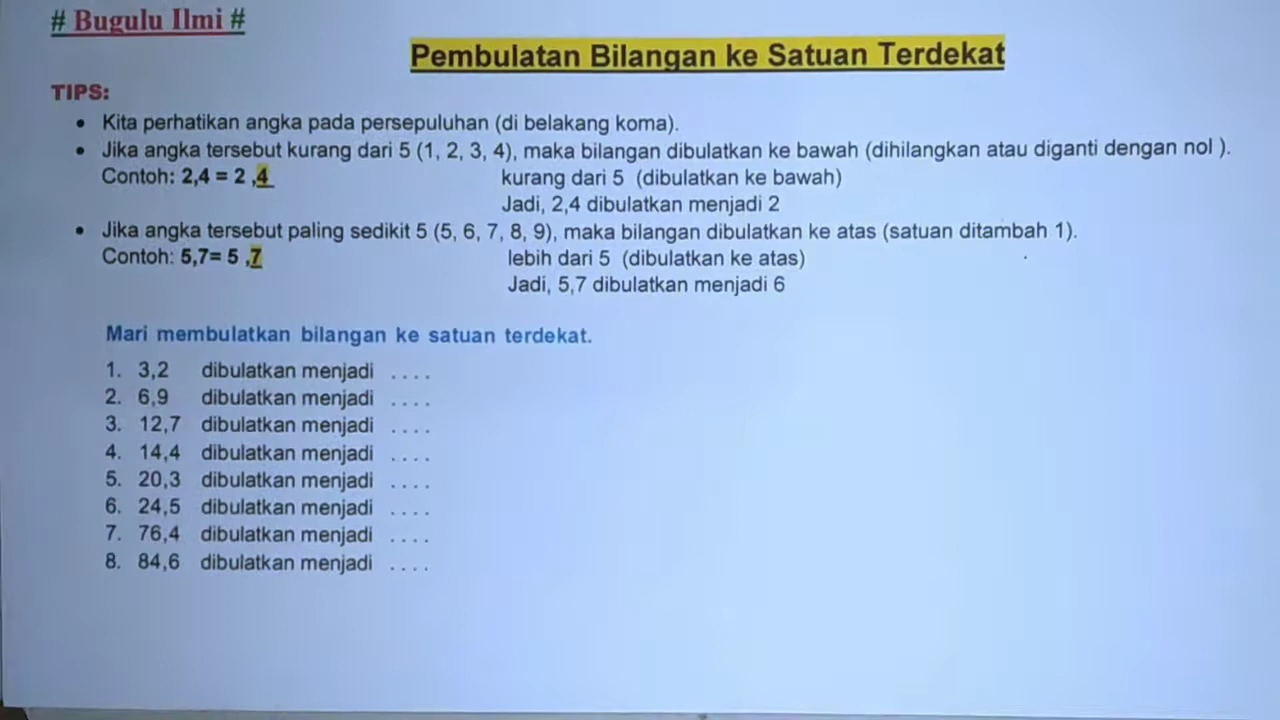 # Bugulu Ilmi #
Pembulatan Bilangan ke Satuan Terdekat
TIPS:
• Kita perhatikan angka pada persepuluhan (di belakang koma).
• Jika angka tersebut kurang dari 5 (1, 2, 3, 4), maka bilangan dibulatkan ke bawah (dihilangkan atau diganti dengan nol ).
Contoh: 2,4 = 2 ,4 kurang dari 5 (dibulatkan ke bawah)
Jadi, 2,4 dibulatkan menjadi 2
• Jika angka tersebut paling sedikit 5 (5, 6, 7, 8, 9), maka bilangan dibulatkan ke atas (satuan ditambah 1).
Contoh: 5,7= 5 ,7 lebih dari 5 (dibulatkan ke atas)
Jadi, 5,7 dibulatkan menjadi 6
Mari membulatkan bilangan ke satuan terdekat.
1. 3,2 dibulatkan menjadi . . . .
2. 6,9 dibulatkan menjadi . . . .
3. 12,7 dibulatkan menjadi . . . .
4. 14,4 dibulatkan menjadi . . . .
5. 20,3 dibulatkan menjadi . . . .
6. 24,5 dibulatkan menjadi . . . .
7. 76,4 dibulatkan menjadi . . . .
8. 84,6 dibulatkan menjadi . . . .